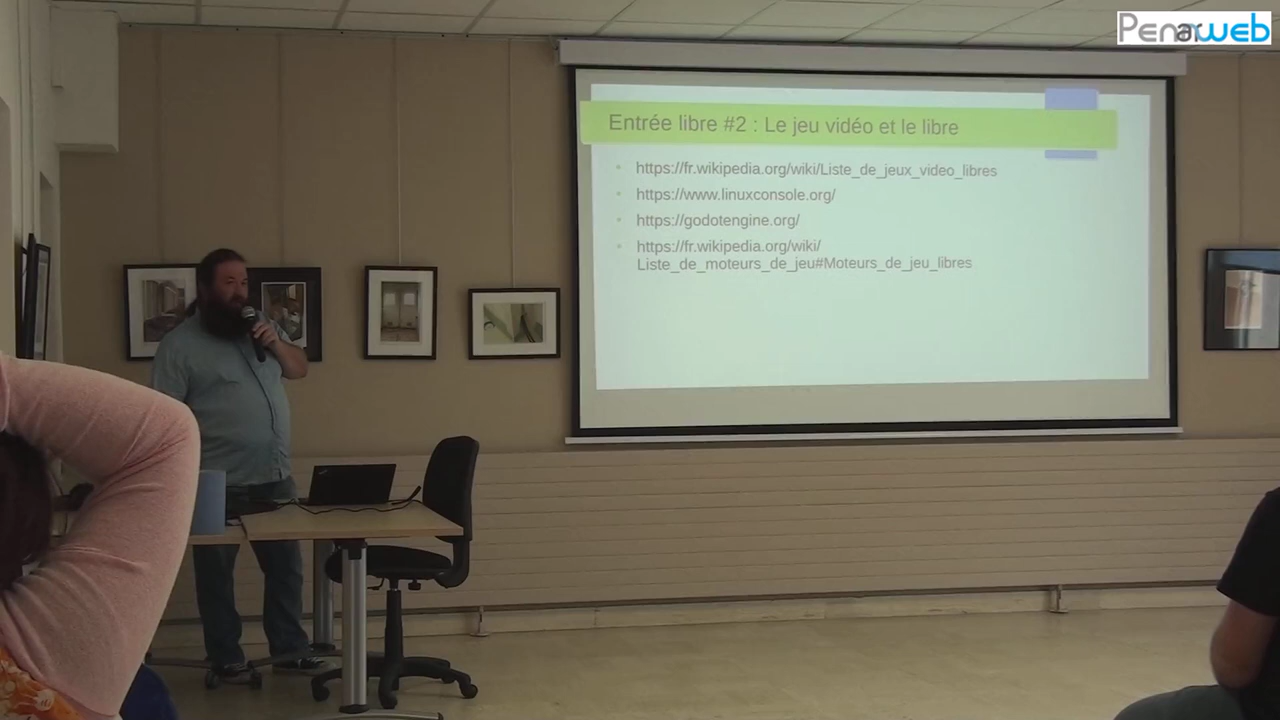 Penarweb
Entrée libre #2 : Le jeu vidéo et le libre
https://fr.wikipedia.org/wiki/Liste_de_jeux_video_libres
https://www.linuxconsole.org/
https://godotengine.org/
https://fr.wikipedia.org/wiki/
Liste_de_moteurs_de_jeu#Moteurs_de_jeu_libres